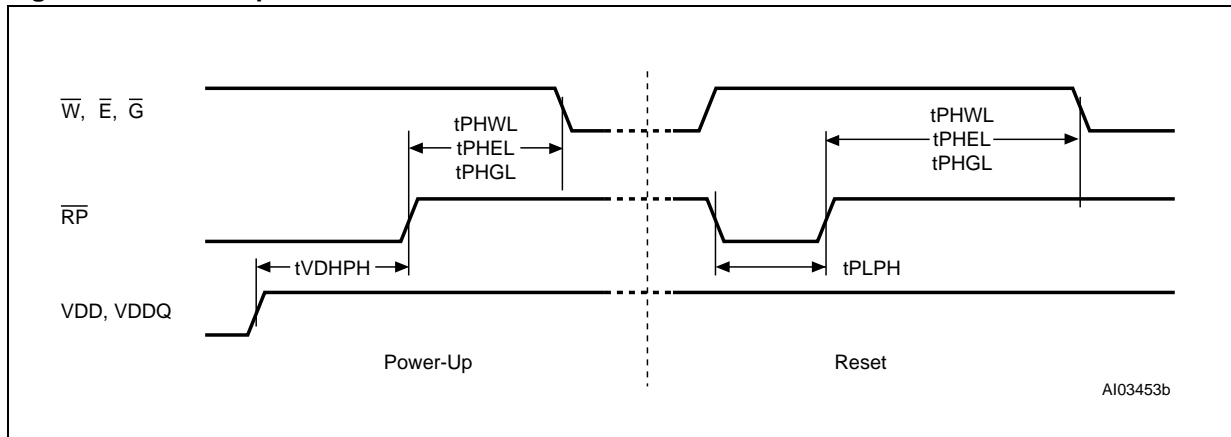 W, E, G
tPHWL
tPHEL
tPHGL
tPHWL
tPHEL
tPHGL
RP
tVDHPH
tPLPH
VDD, VDDQ
Power-Up
Reset
AI03453b